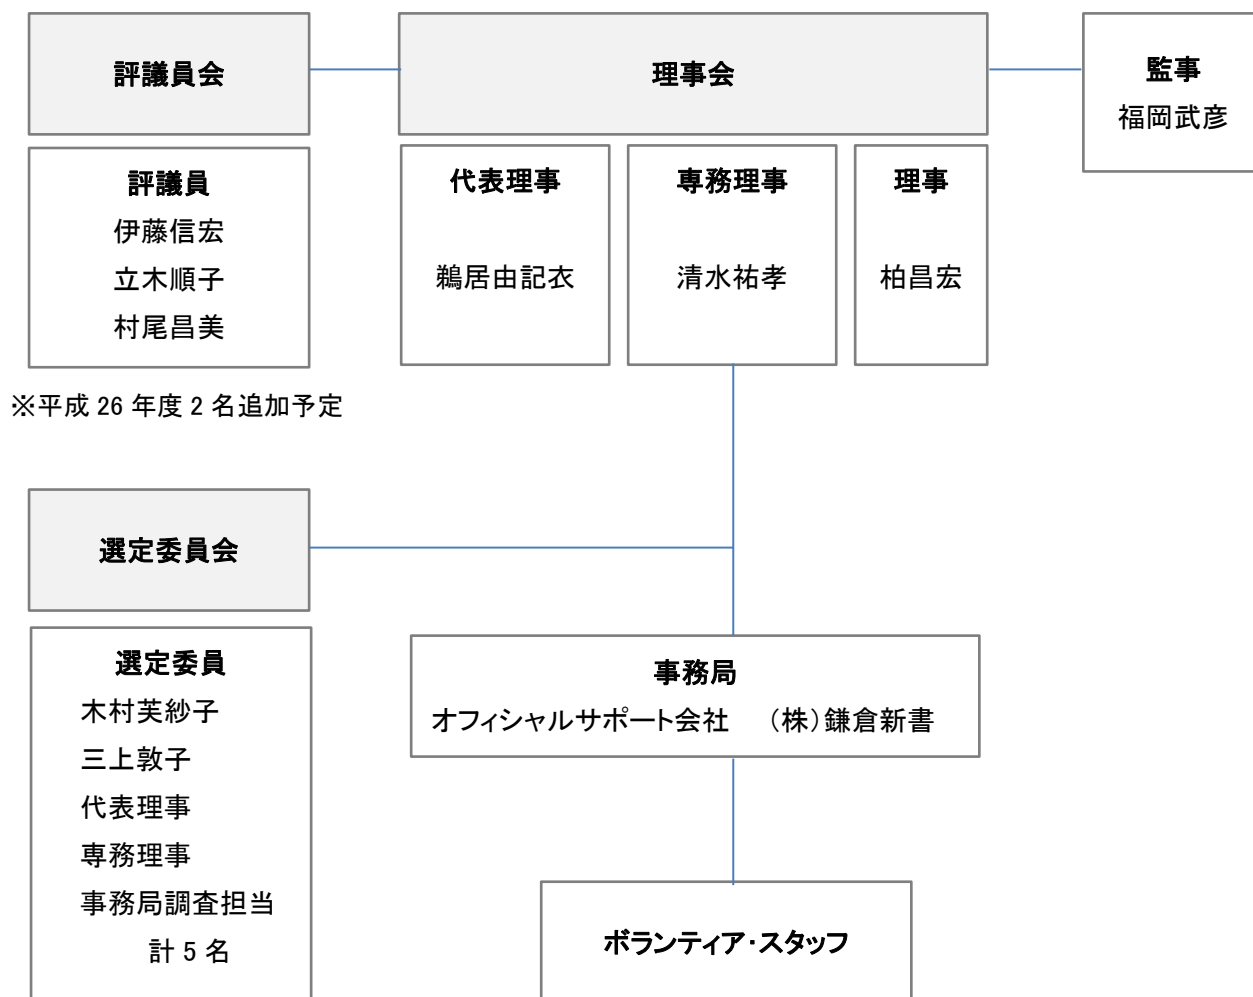 評議員会
理事会
監事
福岡武彦
評議員
伊藤信宏
立木順子
村尾昌美
代表理事
鵜居由記衣
専務理事
清水祐孝
理事
柏昌宏
※平成 26 年度 2 名追加予定
選定委員会
選定委員
木村芙紗子
三上敦子
代表理事
専務理事
事務局調査担当
計 5 名
事務局
オフィシャルサポート会社　（株）鎌倉新書
ボランティア・スタッフ